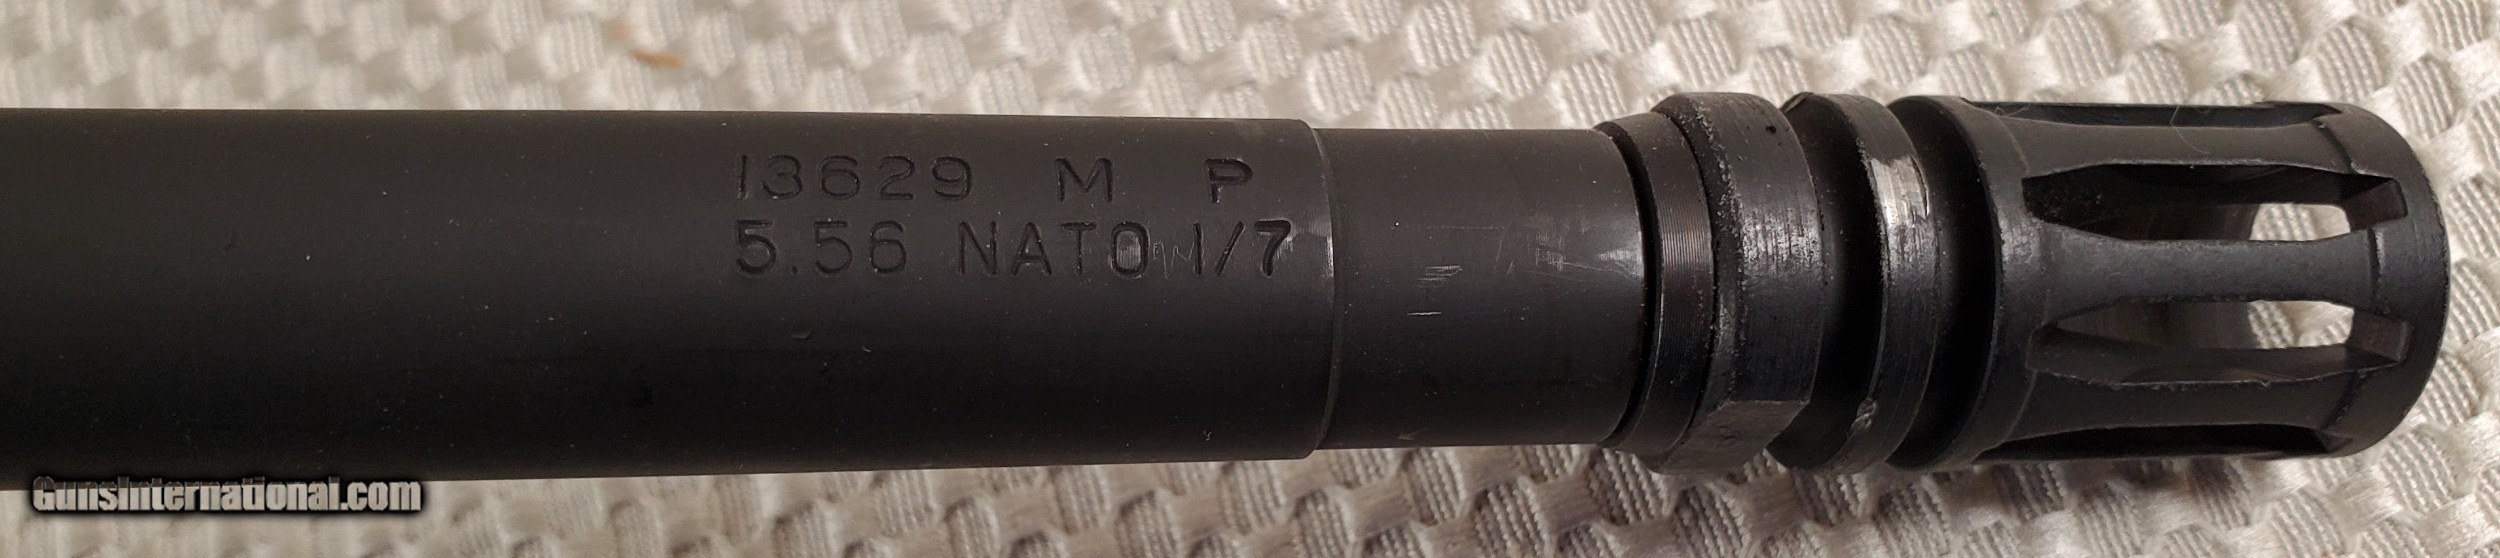 13629 M P
5.56 NATO 1/7
GunsInternational.com